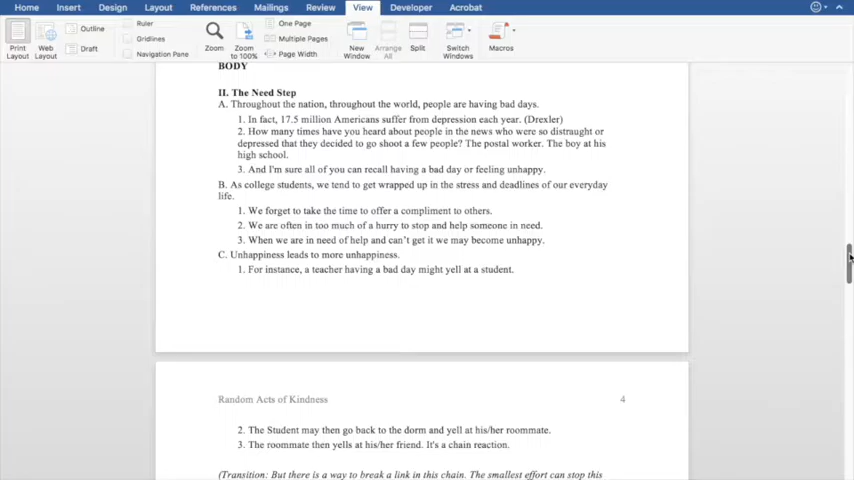 Home Insert Design Layout References Mailings Review View Developer Acrobat
Print Layout
Web Layout
Outline
Draft
Ruler
Gridlines
Navigation Pane
Zoom
Zoom to 100%
One Page
Multiple Pages
Page Width
New Window
Arrange All
Split
Switch Windows
Macros
BODY
II. The Need Step
A. Throughout the nation, throughout the world, people are having bad days.
1. In fact, 17.5 million Americans suffer from depression each year. (Drexler)
2. How many times have you heard about people in the news who were so distraught or
depressed that they decided to go shoot a few people? The postal worker. The boy at his
high school.
3. And I'm sure all of you can recall having a bad day or feeling unhappy.
B. As college students, we tend to get wrapped up in the stress and deadlines of our everyday
life.
1. We forget to take the time to offer a compliment to others.
2. We are often in too much of a hurry to stop and help someone in need.
3. When we are in need of help and can't get it we may become unhappy.
C. Unhappiness leads to more unhappiness.
1. For instance, a teacher having a bad day might yell at a student.
Random Acts of Kindness 4
2. The Student may then go back to the dorm and yell at his/her roommate.
3. The roommate then yells at his/her friend. It's a chain reaction.
(Transition: But there is a way to break a link in this chain. The smallest effort can stop this